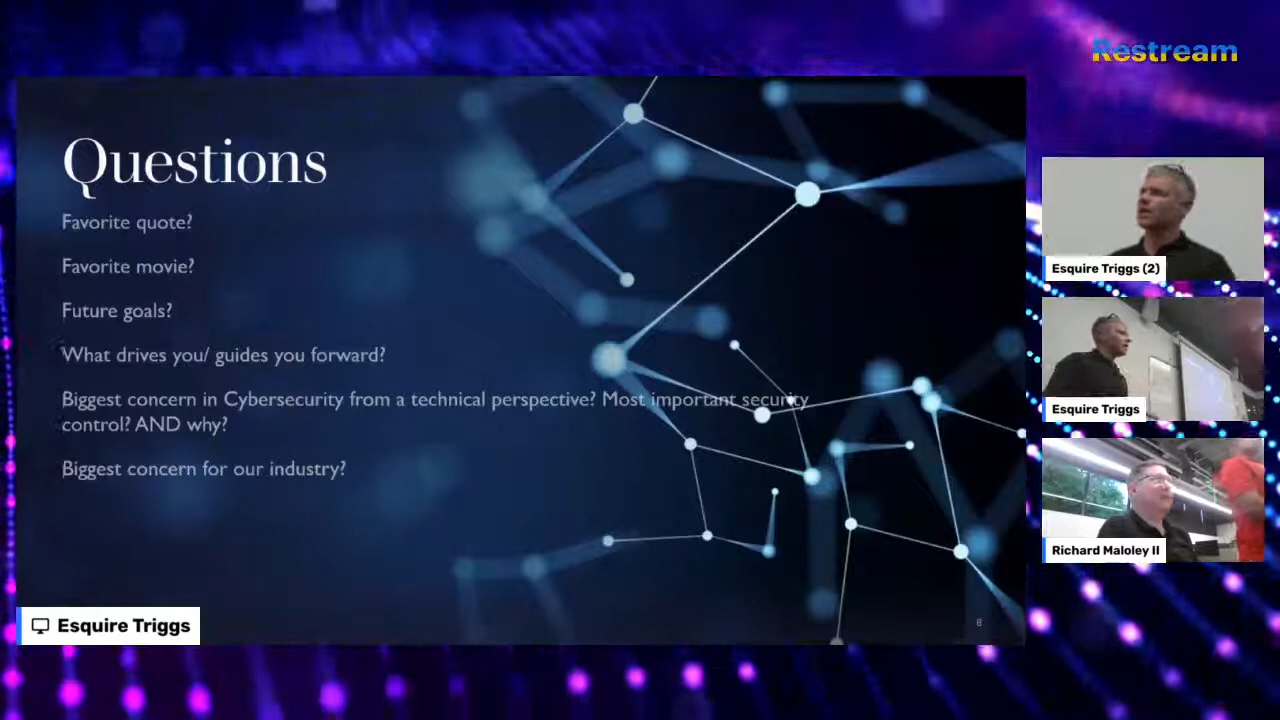 Restream
Questions
Favorite quote?
Favorite movie?
Future goals?
What drives you/ guides you forward?
Biggest concern in Cybersecurity from a technical perspective? Most important security
control? AND why?
Biggest concern for our industry?
8
Esquire Triggs
Esquire Triggs (2)
Esquire Triggs
Richard Maloley II